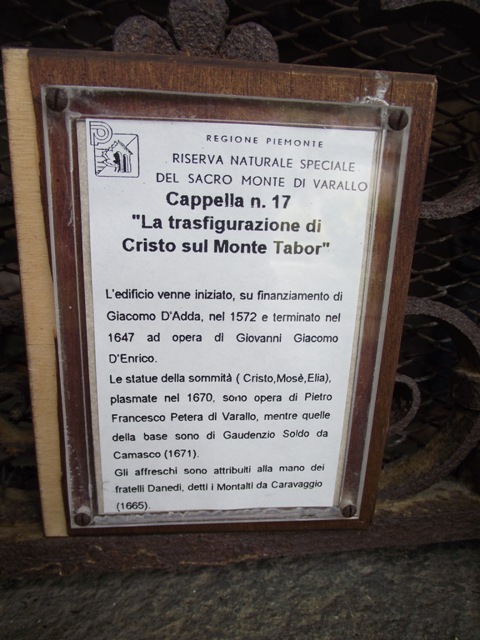 REGIONE PIEMONTE
RISERVA NATURALE SPECIALE
DEL SACRO MONTE DI VARALLO
Cappella n. 17
"La trasfigurazione di
Cristo sul Monte Tabor"
L'edificio venne iniziato, su finanziamento di
Giacomo D'Adda, nel 1572 e terminato nel
1647 ad opera di Giovanni Giacomo
D'Enrico.
Le statue della sommità ( Cristo,Mosè,Elia),
plasmate nel 1670, sono opera di Pietro
Francesco Petera di Varallo, mentre quelle
della base sono di Gaudenzio Soldo da
Camasco (1671).
Gli affreschi sono attribuiti alla mano dei
fratelli Danedi, detti i Montalti da Caravaggio
(1665).